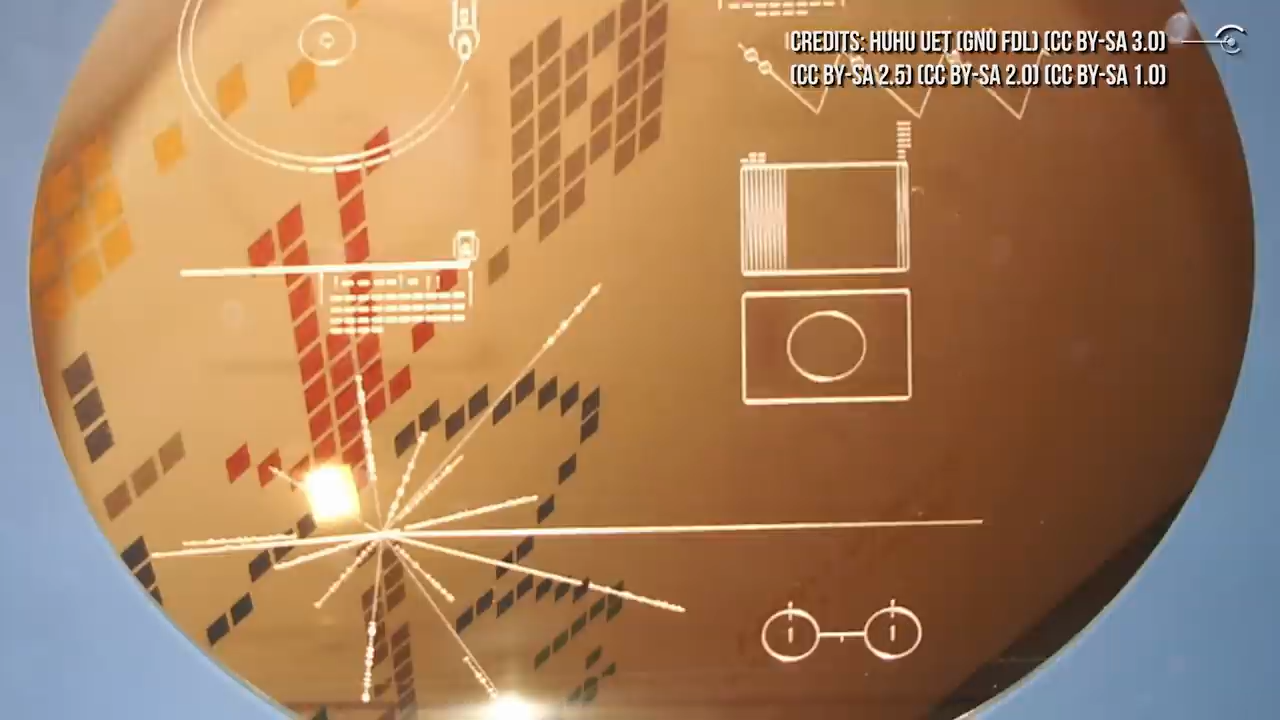 CREDITS: HUHU UET (GNU FDL) (CC BY-SA 3.0)
(CC BY-SA 2.5) (CC BY-SA 2.0) (CC BY-SA 1.0)